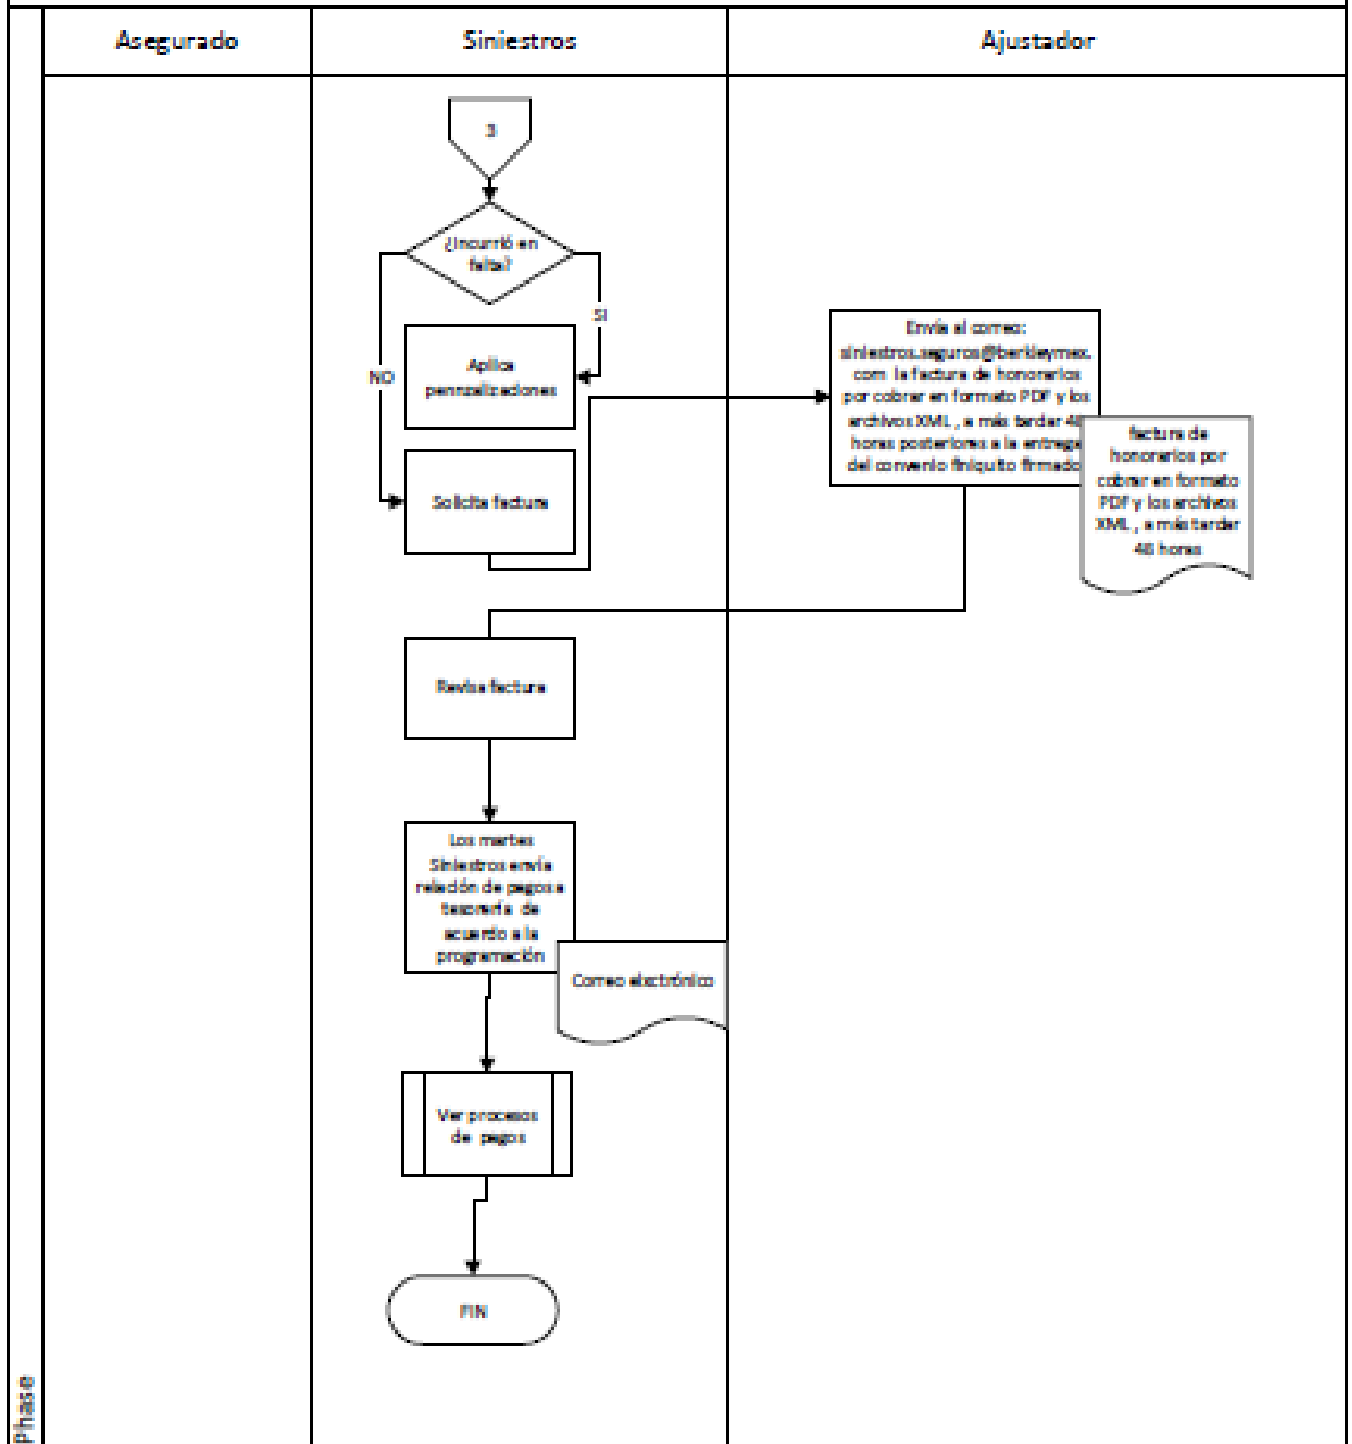 Asegurado
Siniestros
Ajustador
3
¿Incurrió en
falta?
SI
NO
Aplica
pennzalizaciones
Solicita factura
Envía al correo:
siniestros.seguros@berkleymex.
com la factura de honorarios
por cobrar en formato PDF y los
archivos XML , a más tardar 48
horas posteriores a la entrega
del convenio finiquito firmado
factura de
honorarios por
cobrar en formato
PDF y los archivos
XML , a más tardar
48 horas
Revisa factura
Los martes
Siniestros envía
relación de pagos a
tesorería de
acuerdo a la
programación
Correo electrónico
Ver procesos
de pagos
FIN
Phase